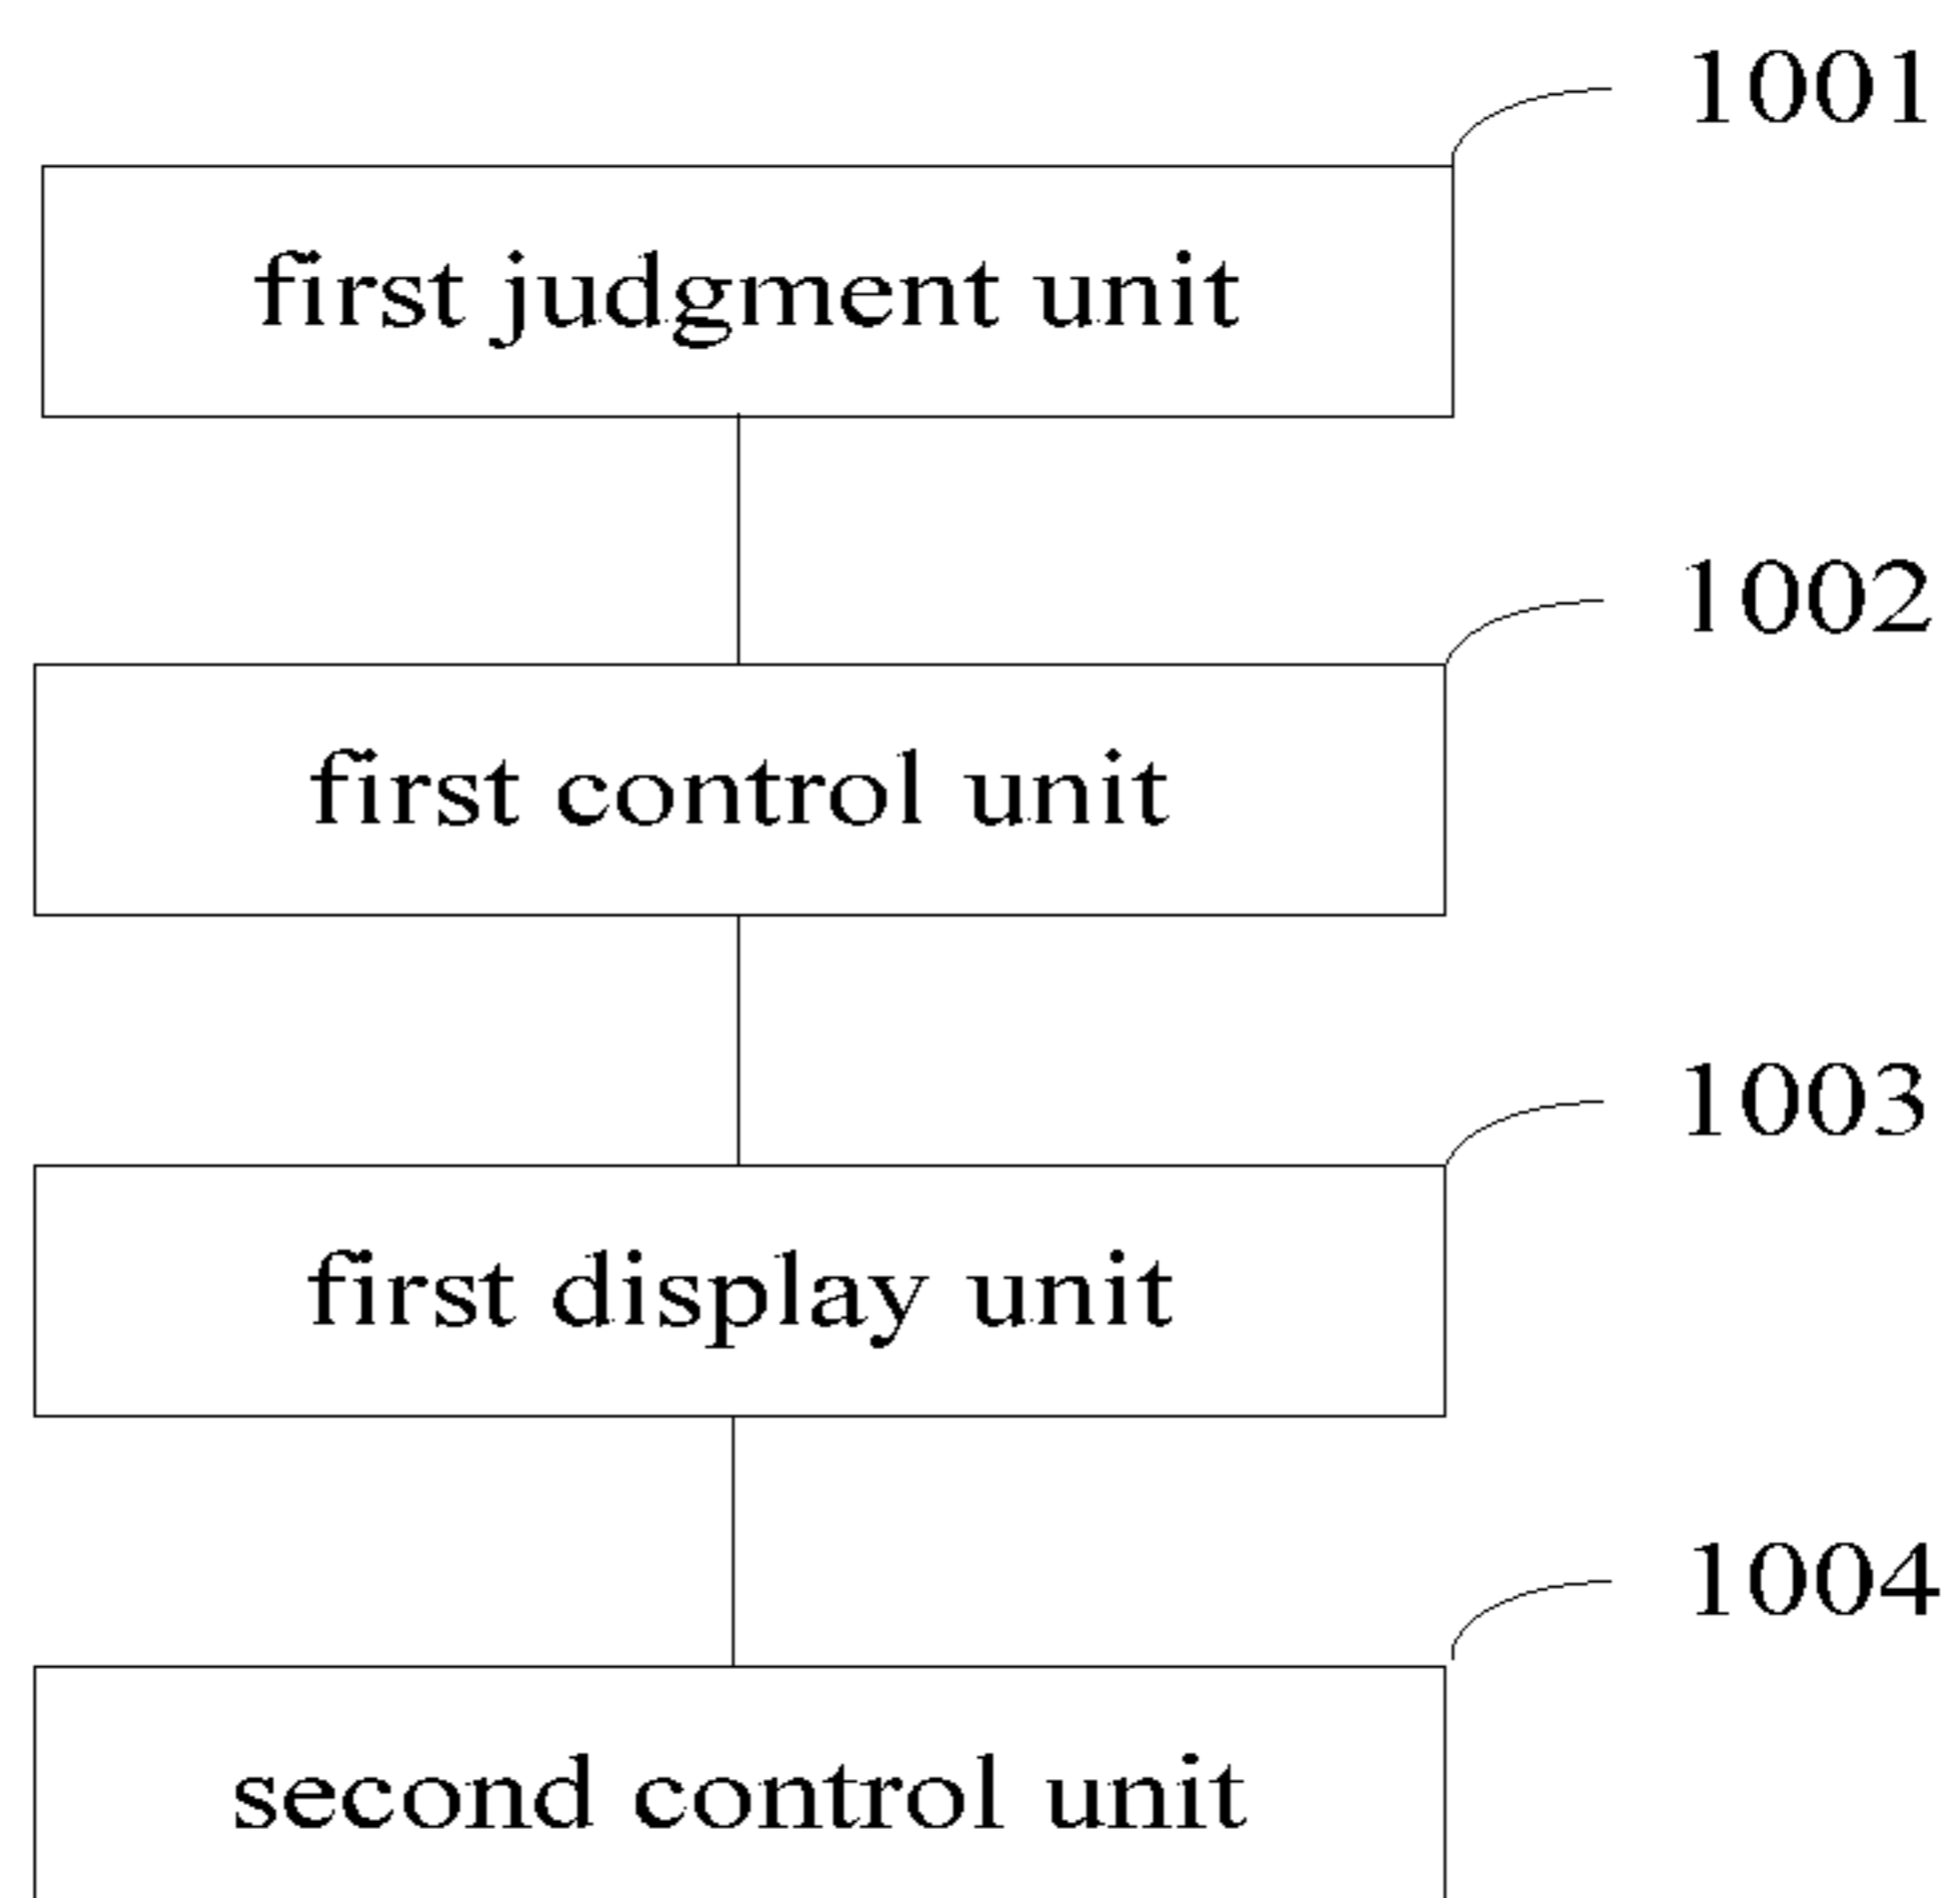 1001
first judgment unit
1002
first control unit
1003
first display unit
1004
second control unit